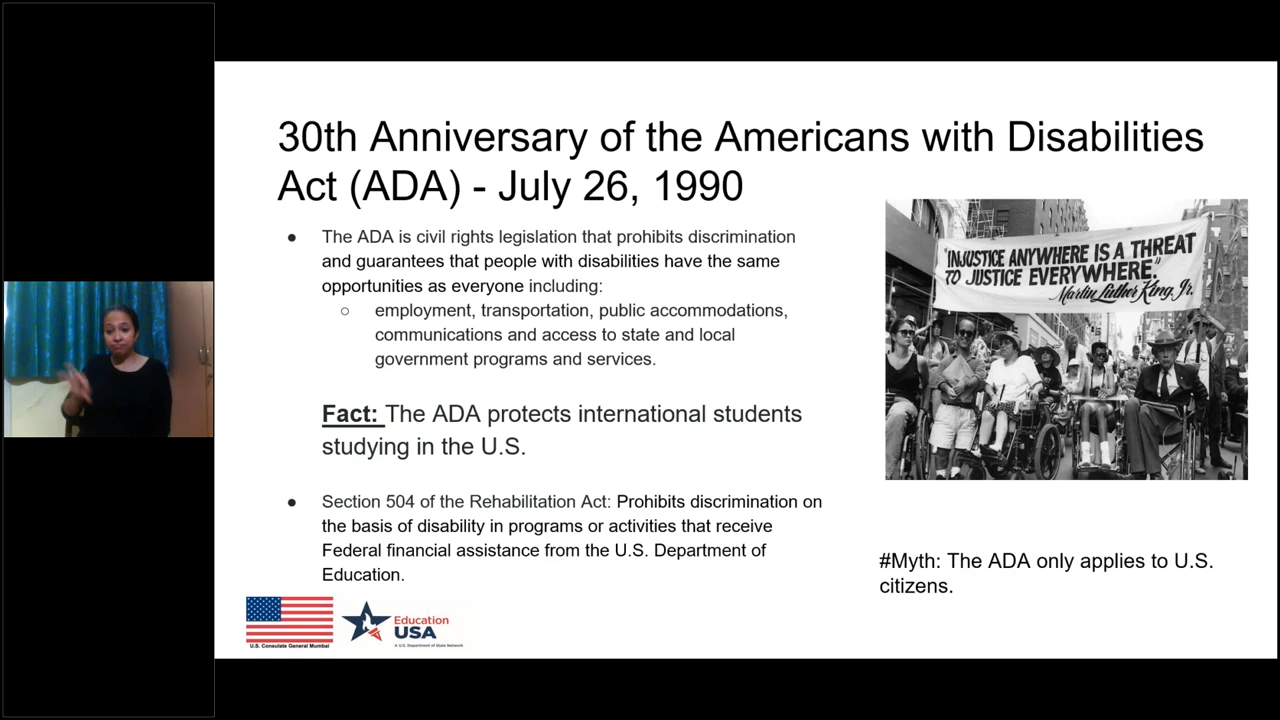 30th Anniversary of the Americans with Disabilities
Act (ADA) - July 26, 1990
● The ADA is civil rights legislation that prohibits discrimination
and guarantees that people with disabilities have the same
opportunities as everyone including:
○ employment, transportation, public accommodations,
communications and access to state and local
government programs and services.
Fact: The ADA protects international students
studying in the U.S.
● Section 504 of the Rehabilitation Act: Prohibits discrimination on
the basis of disability in programs or activities that receive
Federal financial assistance from the U.S. Department of
Education.
"INJUSTICE ANYWHERE IS A THREAT
TO JUSTICE EVERYWHERE."
Martin Luther King, Jr.
#Myth: The ADA only applies to U.S.
citizens.
U.S. Consulate General Mumbai
Education
USA
A U.S. Department of State Network